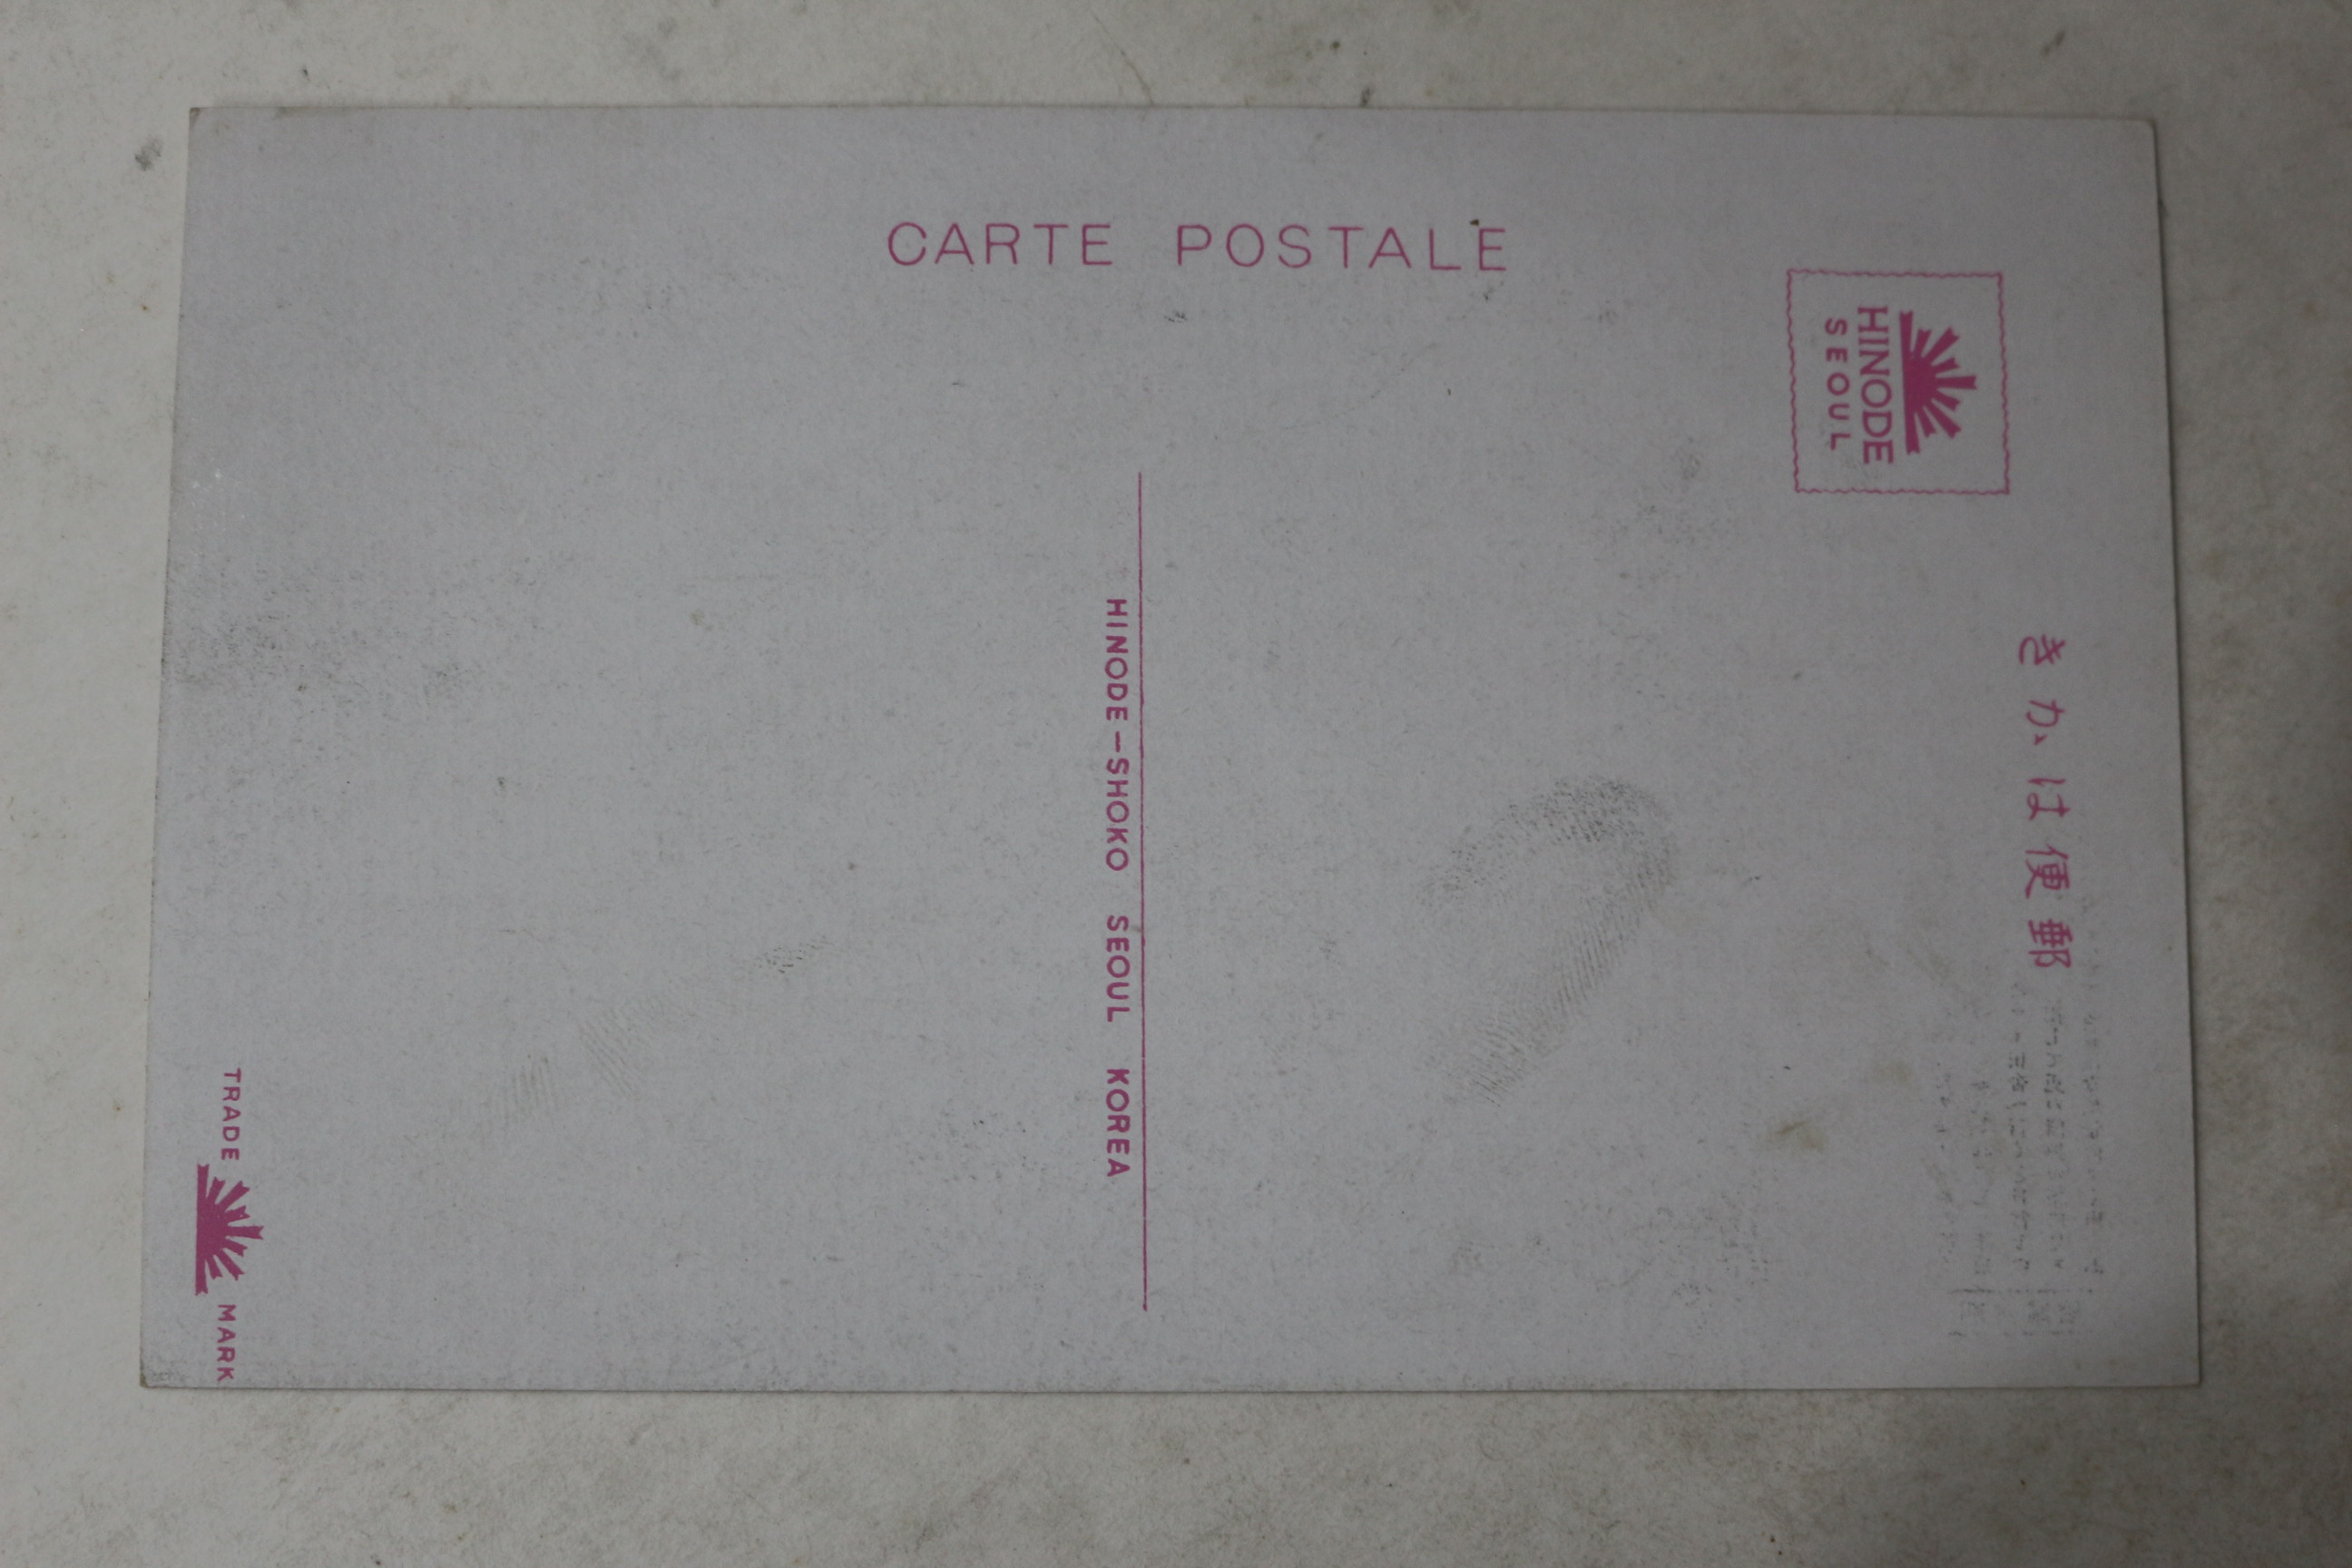 CARTE POSTALE
HINODE
SEOUL
きかは便郵
HINODE-SHOKO SEOUL KOREA
TRADE MARK